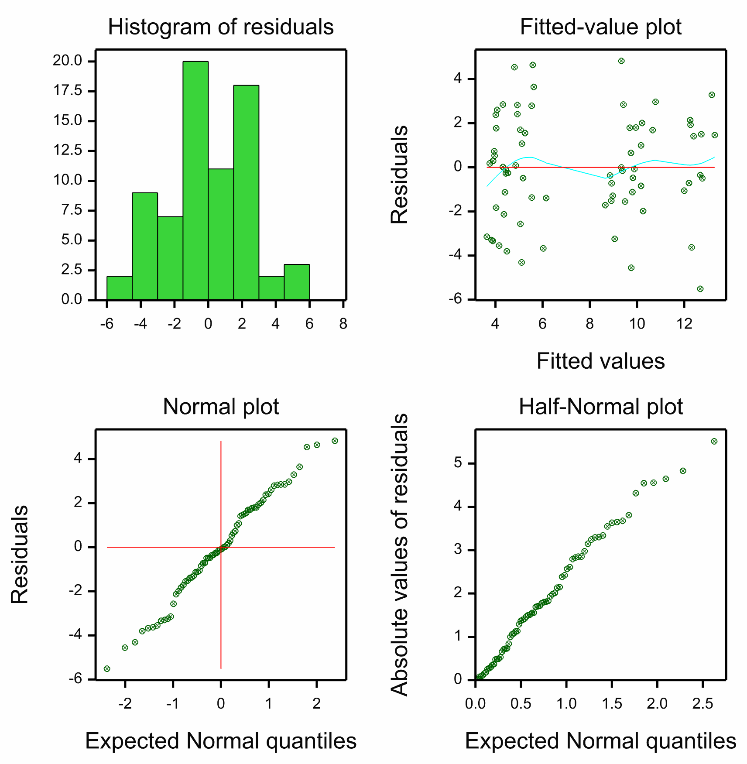 Histogram of residuals
20.0
17.5
15.0
12.5
10.0
7.5
5.0
2.5
0.0
-6 -4 -2 0 2 4 6 8
Fitted-value plot
Residuals
4
2
0
-2
-4
-6
4 6 8 10 12
Fitted values
Normal plot
Residuals
4
2
0
-2
-4
-6
-2 -1 0 1 2
Expected Normal quantiles
Half-Normal plot
Absolute values of residuals
5
4
3
2
1
0
0.0 0.5 1.0 1.5 2.0 2.5
Expected Normal quantiles